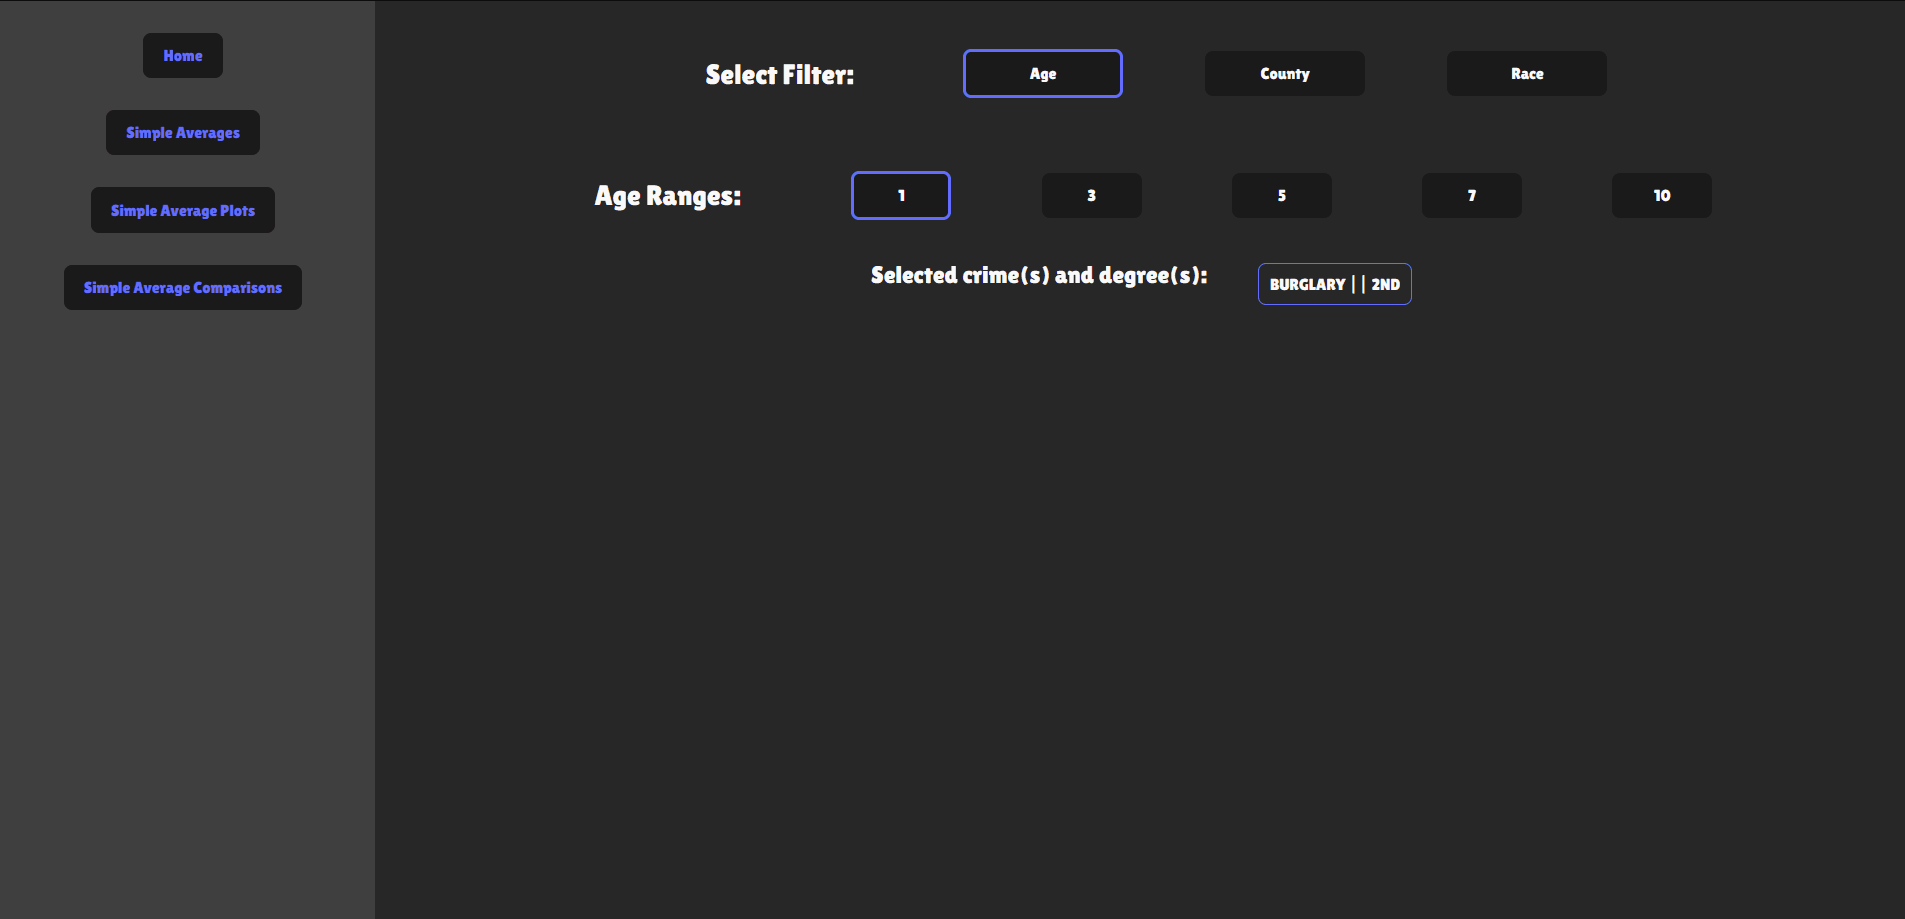 Home
Simple Averages
Simple Average Plots
Simple Average Comparisons
Select Filter: Age County Race
Age Ranges: 1 3 5 7 10
Selected crime(s) and degree(s): BURGLARY || 2ND